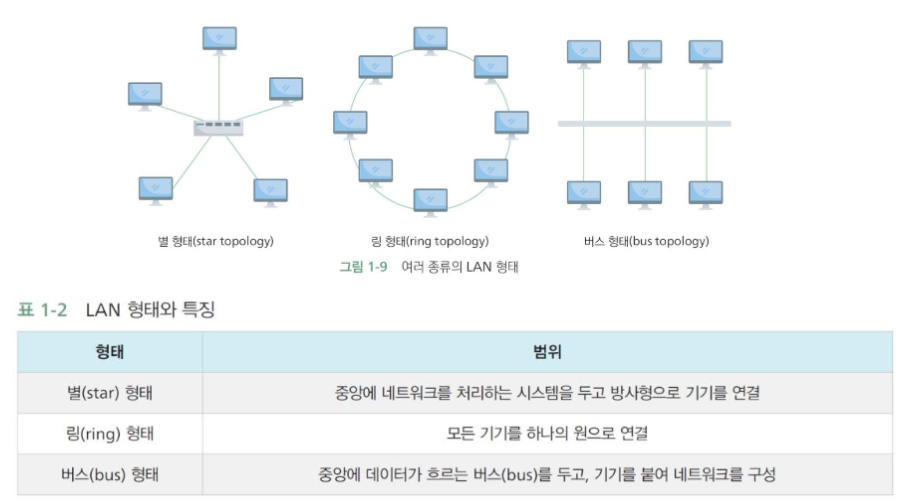 별 형태(star topology)
링 형태(ring topology)
버스 형태(bus topology)
그림 1-9 여러 종류의 LAN 형태
표 1-2 LAN 형태와 특징
형태 범위
별(star) 형태 중앙에 네트워크를 처리하는 시스템을 두고 방사형으로 기기를 연결
링(ring) 형태 모든 기기를 하나의 원으로 연결
버스(bus) 형태 중앙에 데이터가 흐르는 버스(bus)를 두고, 기기를 붙여 네트워크를 구성